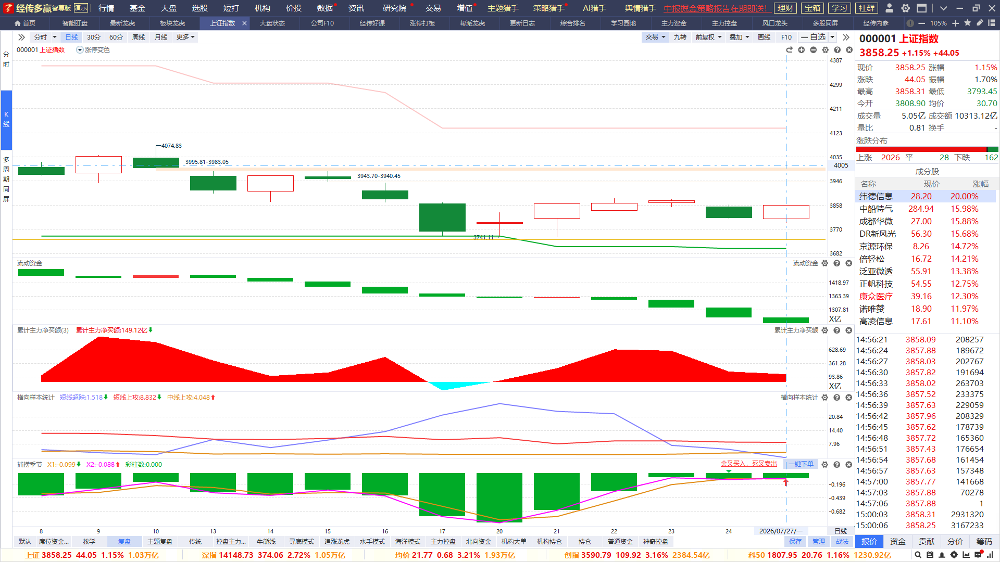 经传多赢 智尊版 演示 行情 基金 大盘 选股 短打 机构 价投 数据 资讯 研究院 交易 增值 主题猎手 策略猎手 AI猎手 舆情猎手 中报掘金策略报告在期即送! 理财 宝箱 学习 社群
首页 智能盯盘 最新龙虎 板块龙虎 上证指数 大盘状态 公司F10 经传好课 涨停打板 帮派龙虎 更新日志 综合排名 学习园地 主力资金 主力控盘 风口龙头 多股同屏 经传内参 105%
分时 日线 30分 60分 周线 月线 更多 交易 九转 前复权 叠加 画线 F10 一 自选
分时
K线
多周期同屏
000001 上证指数 涨停变色
4387
4299
4211
4123
4035
4005
3946
3858
3770
3682
4074.83
3995.81-3983.05
3943.70-3940.45
3741.11
流动资金 流动资金
1418.97
1363.39
1307.81
X亿
累计主力净买额(3) 累计主力净买额:149.12亿 累计主力净买额
628.69
361.28
93.86
X亿
横向样本统计 短线超跌:1.518 短线上攻:8.832 中线上攻:4.048 横向样本统计
20.84
14.40
7.96
捕捞季节 X1:-0.099 X2:-0.088 彩柱数:0.000 金叉买入，死叉卖出 一键下单
-0.196
-0.439
-0.682
8 9 10 13 14 15 16 17 20 21 22 23 24 2026/07/27/一 日线
默认 席位资金... 教学 复盘 主题复盘 传统 控盘主力... 牛能线 寻底模式 追涨龙虎 水手模式 海洋模式 主力控盘 北向资金 机构大单 机构持仓 持仓 普通资金 神奇控盘 保存 管理 战法
000001 上证指数
3858.25 +1.15% +44.05
现价 3858.25 涨幅 1.15%
涨跌 44.05 振幅 1.70%
最高 3858.31 最低 3793.45
今开 3808.90 均价 30.70
成交量 5.05亿 成交额 10313.12亿
量比 0.81 换手 -
涨跌分布
上涨 2026 平 28 下跌 162
成分股
名称 现价 涨幅
纬德信息 28.20 20.00%
中船特气 284.94 15.98%
成都华微 27.00 15.88%
DR新风光 56.30 15.68%
京源环保 8.26 14.72%
倍轻松 16.72 14.21%
泛亚微透 55.91 13.38%
正帆科技 54.55 12.75%
康众医疗 39.16 12.30%
诺唯赞 18.90 11.97%
高凌信息 17.61 11.10%
14:56:21 3858.09 208257
14:56:24 3857.88 189672
14:56:27 3858.03 202767
14:56:30 3857.82 191694
14:56:33 3858.02 263703
14:56:36 3857.52 233375
14:56:39 3857.63 229059
14:56:42 3857.96 208329
14:56:45 3857.62 178739
14:56:48 3857.72 165360
14:56:51 3857.43 176654
14:56:54 3857.68 161454
14:56:57 3857.63 157348
14:57:00 3857.77 141668
14:57:03 3857.88 70278
14:57:06 3857.88 1
15:00:03 3858.31 2931320
15:00:06 3858.25 3167233
报价 资金 贡献 分价 筹码
上证 3858.25 44.05 1.15% 1.03万亿 深指 14148.73 374.06 2.72% 1.05万亿 均价 21.77 0.68 3.21% 1.93万亿 创指 3590.79 109.92 3.16% 2384.54亿 科50 1807.95 20.76 1.16% 1230.92亿